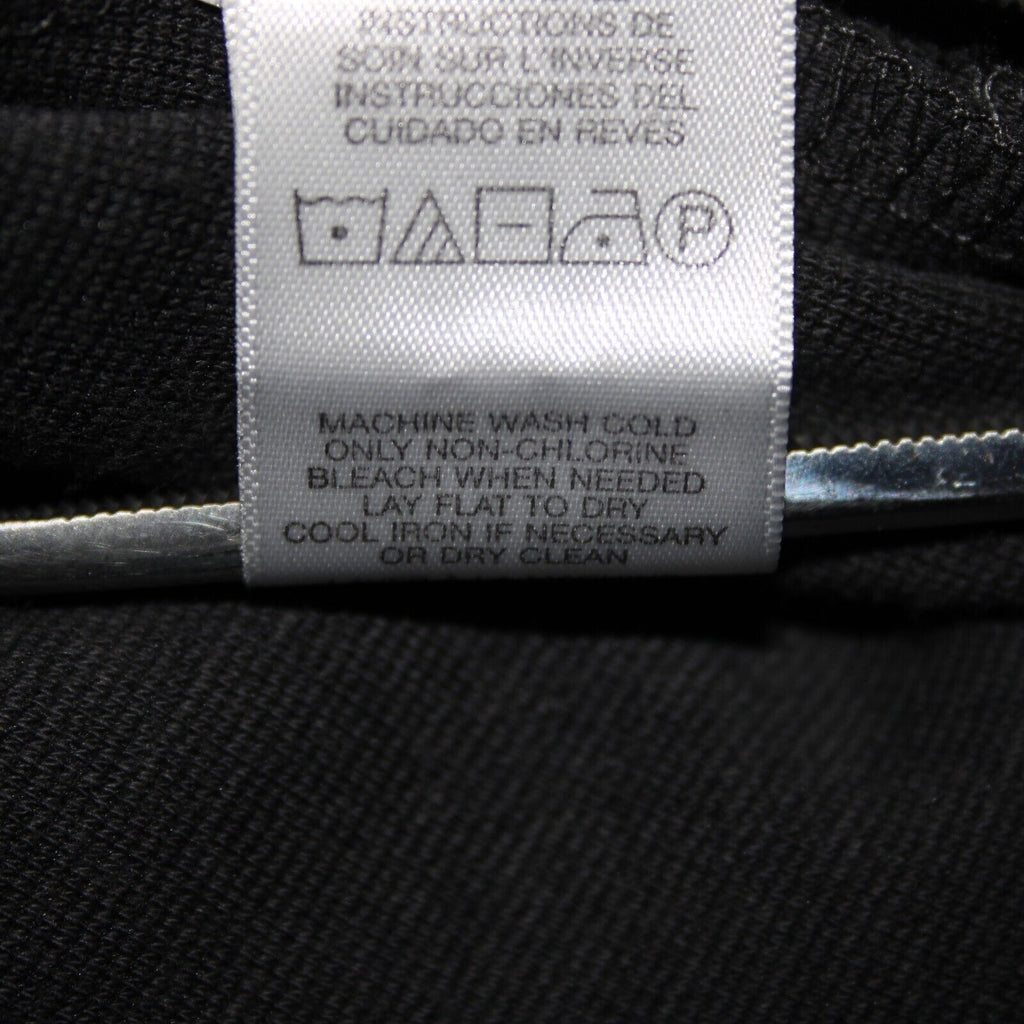 INSTRUCTIONS DE
SOIN SUR L'INVERSE
INSTRUCCIONES DEL
CUIDADO EN REVES
P
MACHINE WASH COLD
ONLY NON-CHLORINE
BLEACH WHEN NEEDED
LAY FLAT TO DRY
COOL IRON IF NECESSARY
OR DRY CLEAN